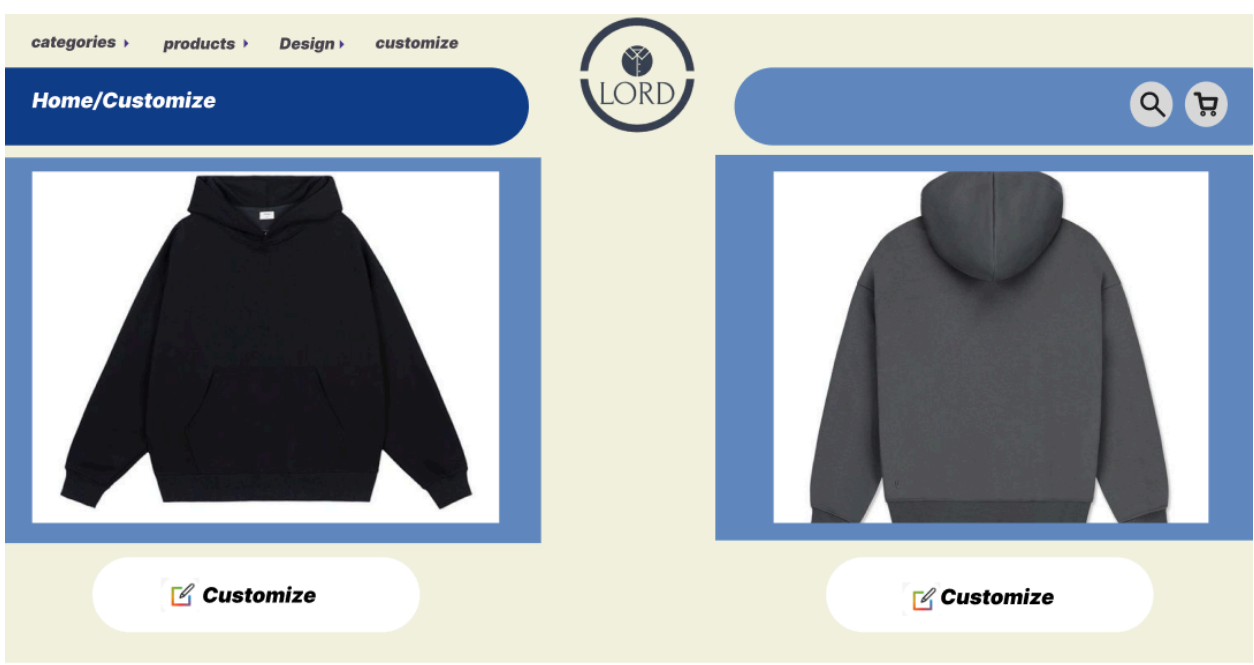 categories
products
Design
customize
LORD
Home/Customize
Customize
Customize